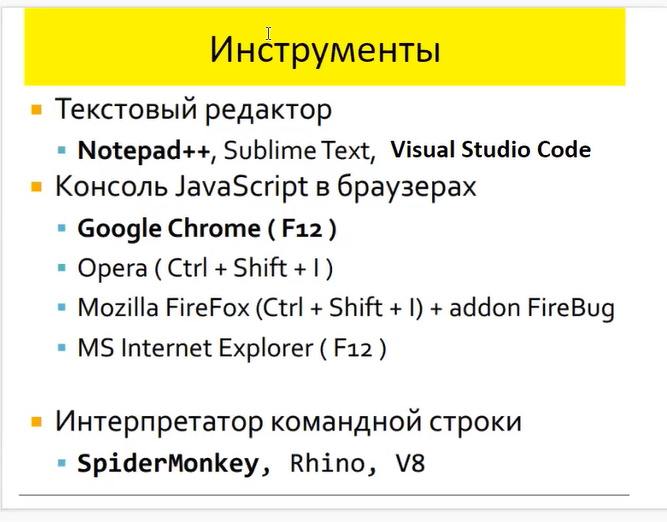 Инструменты
Текстовый редактор
Notepad++, Sublime Text, Visual Studio Code
Консоль JavaScript в браузерах
Google Chrome ( F12 )
Opera ( Ctrl + Shift + I )
Mozilla FireFox (Ctrl + Shift + I) + addon FireBug
MS Internet Explorer ( F12 )
Интерпретатор командной строки
SpiderMonkey, Rhino, V8